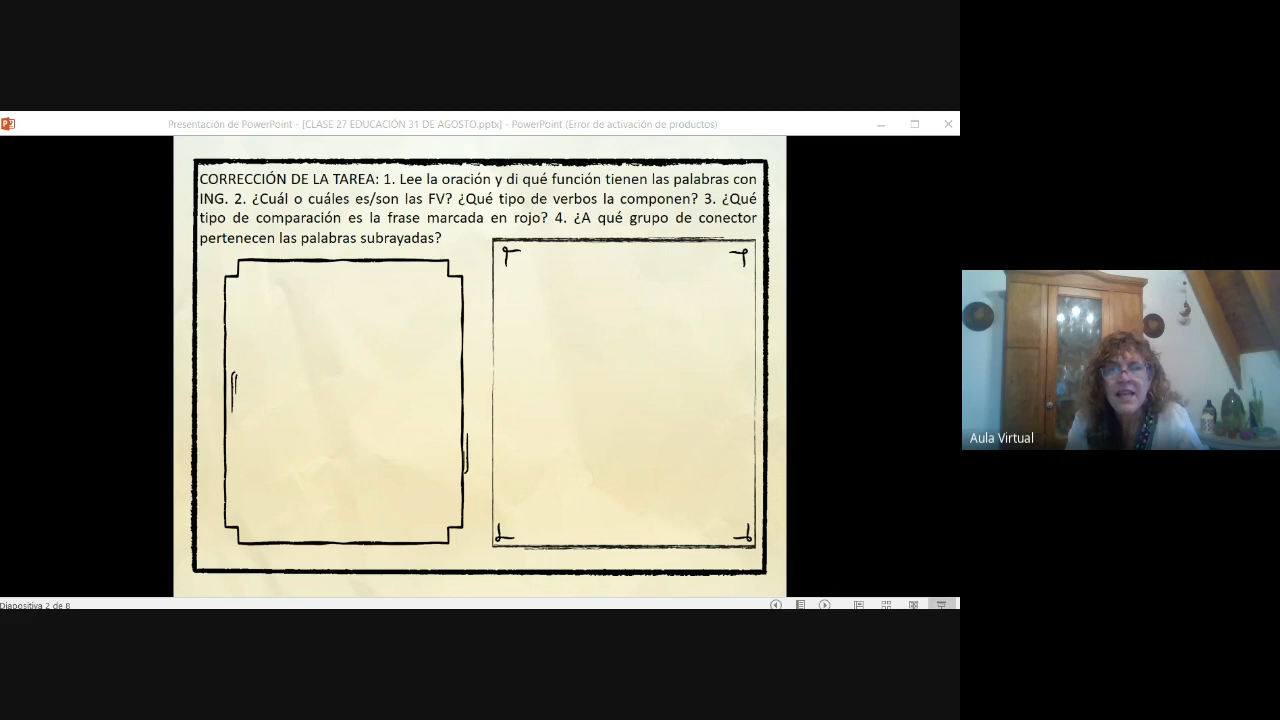 Presentación de PowerPoint - [CLASE 27 EDUCACIÓN 31 DE AGOSTO.pptx] - PowerPoint (Error de activación de productos)
CORRECCIÓN DE LA TAREA: 1. Lee la oración y di qué función tienen las palabras con
ING. 2. ¿Cuál o cuáles es/son las FV? ¿Qué tipo de verbos la componen? 3. ¿Qué
tipo de comparación es la frase marcada en rojo? 4. ¿A qué grupo de conector
pertenecen las palabras subrayadas?
Aula Virtual
Diapositiva 2 de 8